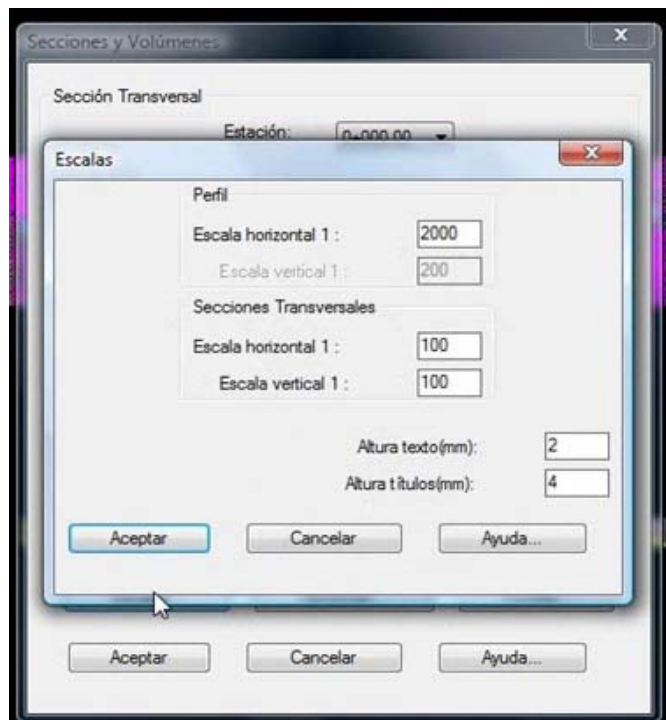 Secciones y Volúmenes
x
Sección Transversal
Estación: 0+000.00
Escalas
x
Perfil
Escala horizontal 1 : 2000
Escala vertical 1 : 200
Secciones Transversales
Escala horizontal 1 : 100
Escala vertical 1 : 100
Altura texto(mm): 2
Altura títulos(mm): 4
Aceptar Cancelar Ayuda...
Aceptar Cancelar Ayuda...